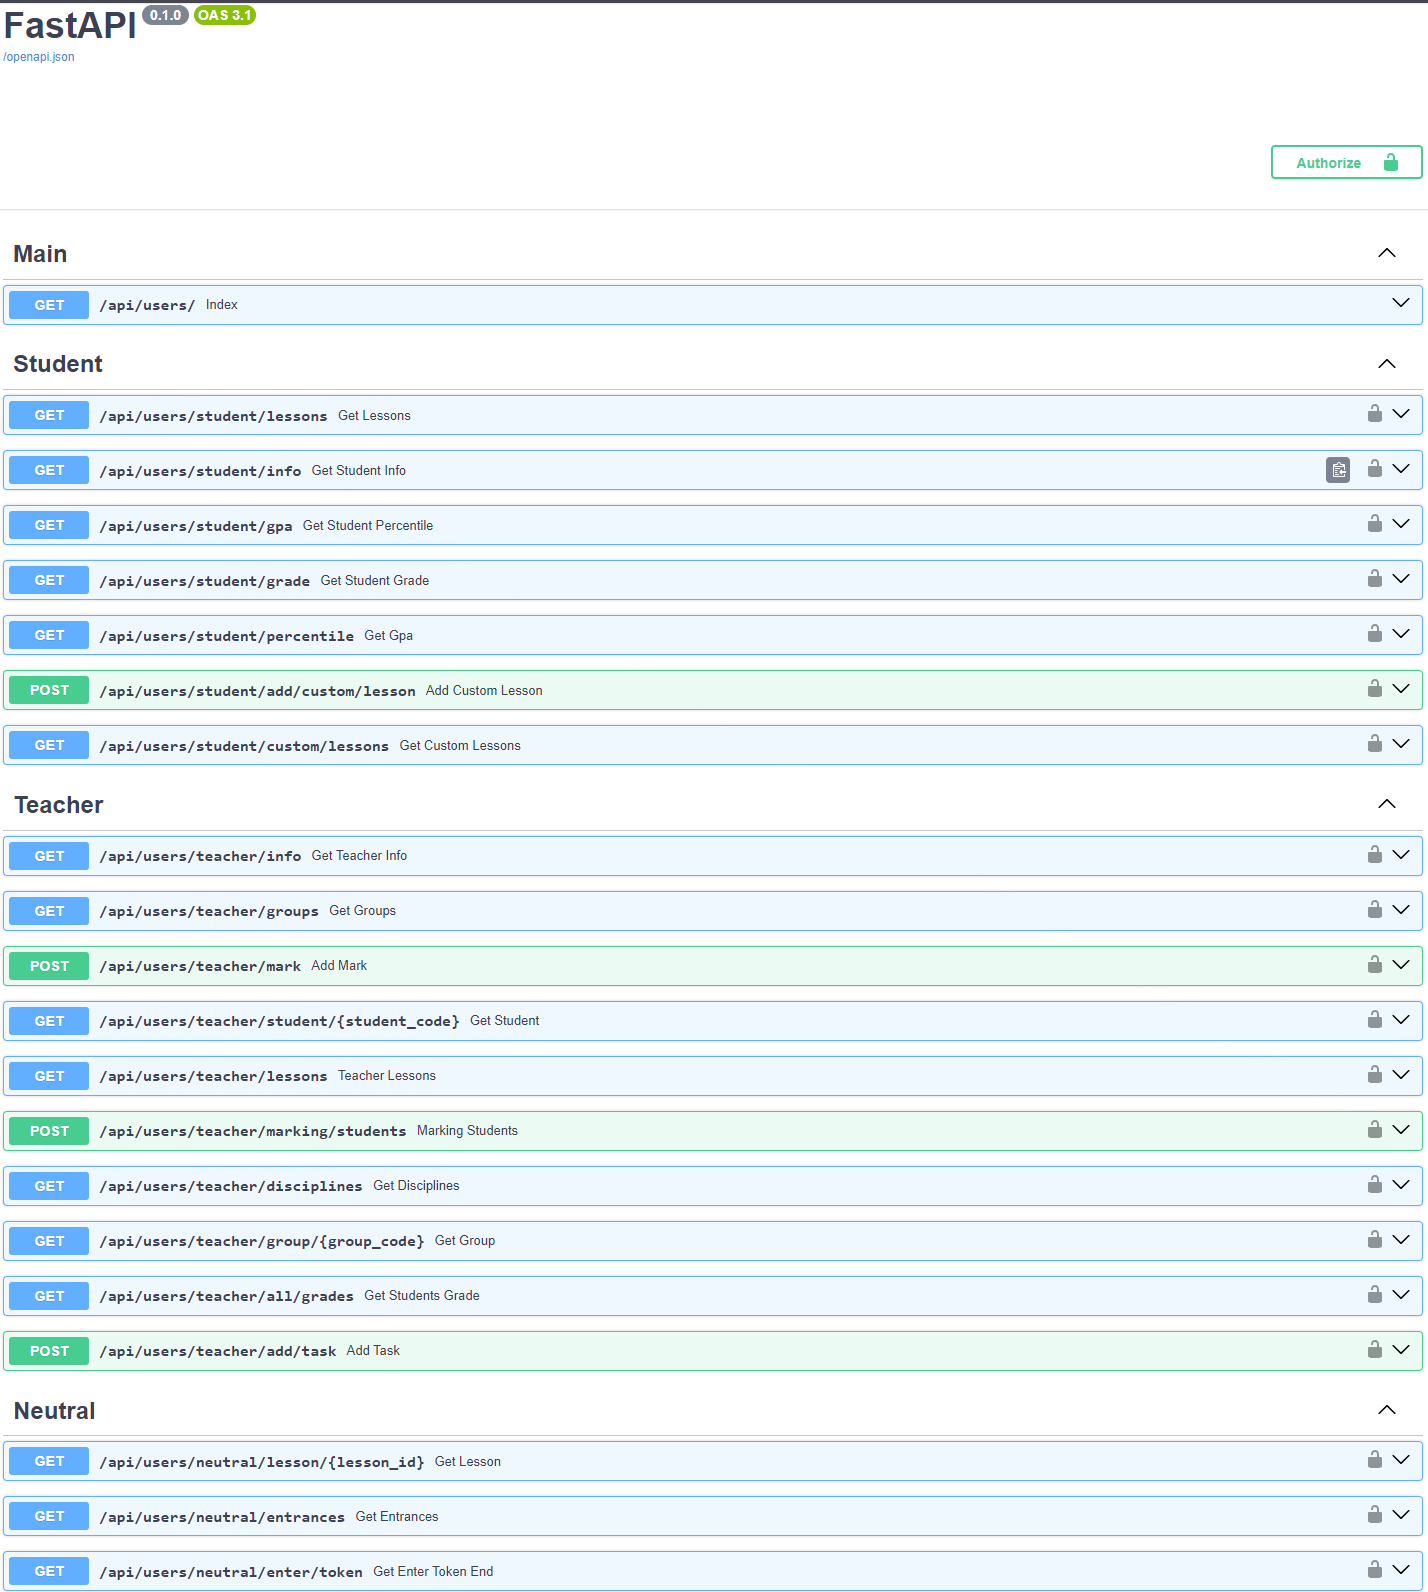 FastAPI 0.1.0 OAS 3.1
/openapi.json
Authorize
Main
GET /api/users/ Index
Student
GET /api/users/student/lessons Get Lessons
GET /api/users/student/info Get Student Info
GET /api/users/student/gpa Get Student Percentile
GET /api/users/student/grade Get Student Grade
GET /api/users/student/percentile Get Gpa
POST /api/users/student/add/custom/lesson Add Custom Lesson
GET /api/users/student/custom/lessons Get Custom Lessons
Teacher
GET /api/users/teacher/info Get Teacher Info
GET /api/users/teacher/groups Get Groups
POST /api/users/teacher/mark Add Mark
GET /api/users/teacher/student/{student_code} Get Student
GET /api/users/teacher/lessons Teacher Lessons
POST /api/users/teacher/marking/students Marking Students
GET /api/users/teacher/disciplines Get Disciplines
GET /api/users/teacher/group/{group_code} Get Group
GET /api/users/teacher/all/grades Get Students Grade
POST /api/users/teacher/add/task Add Task
Neutral
GET /api/users/neutral/lesson/{lesson_id} Get Lesson
GET /api/users/neutral/entrances Get Entrances
GET /api/users/neutral/enter/token Get Enter Token End